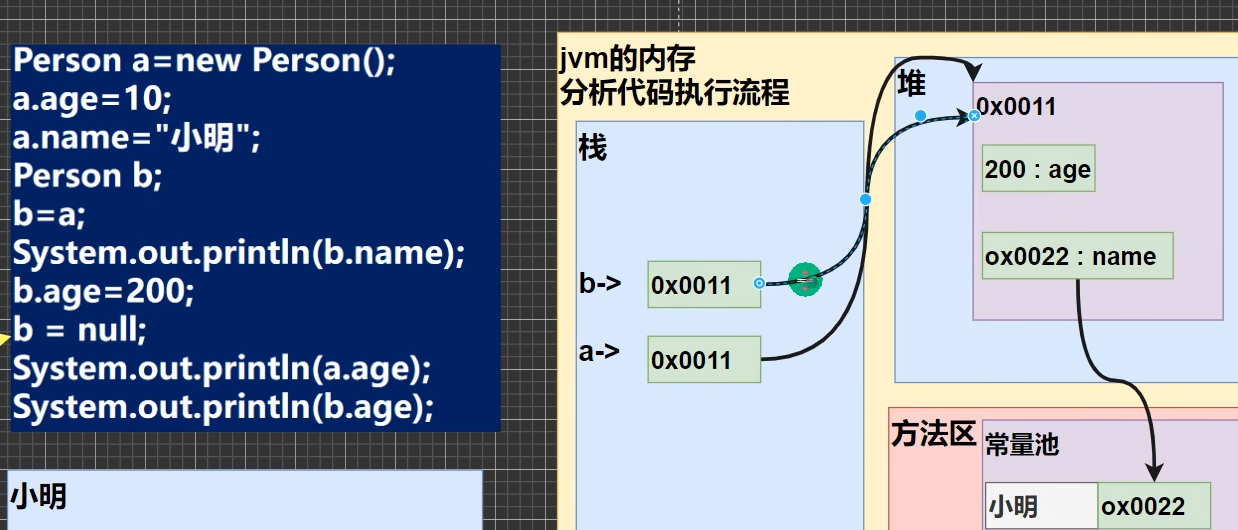 Person a=new Person();
a.age=10;
a.name="小明";
Person b;
b=a;
System.out.println(b.name);
b.age=200;
b = null;
System.out.println(a.age);
System.out.println(b.age);
小明
jvm的内存
分析代码执行流程
栈
b->
0x0011
a->
0x0011
堆
0x0011
200 : age
ox0022 : name
方法区
常量池
小明
ox0022